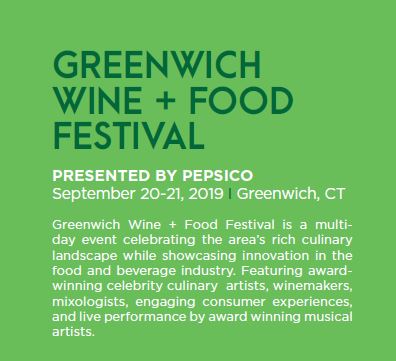 GREENWICH
WINE + FOOD
FESTIVAL
PRESENTED BY PEPSICO
September 20-21, 2019 | Greenwich, CT
Greenwich Wine + Food Festival is a multi-
day event celebrating the area's rich culinary
landscape while showcasing innovation in the
food and beverage industry. Featuring award-
winning celebrity culinary artists, winemakers,
mixologists, engaging consumer experiences,
and live performance by award winning musical
artists.